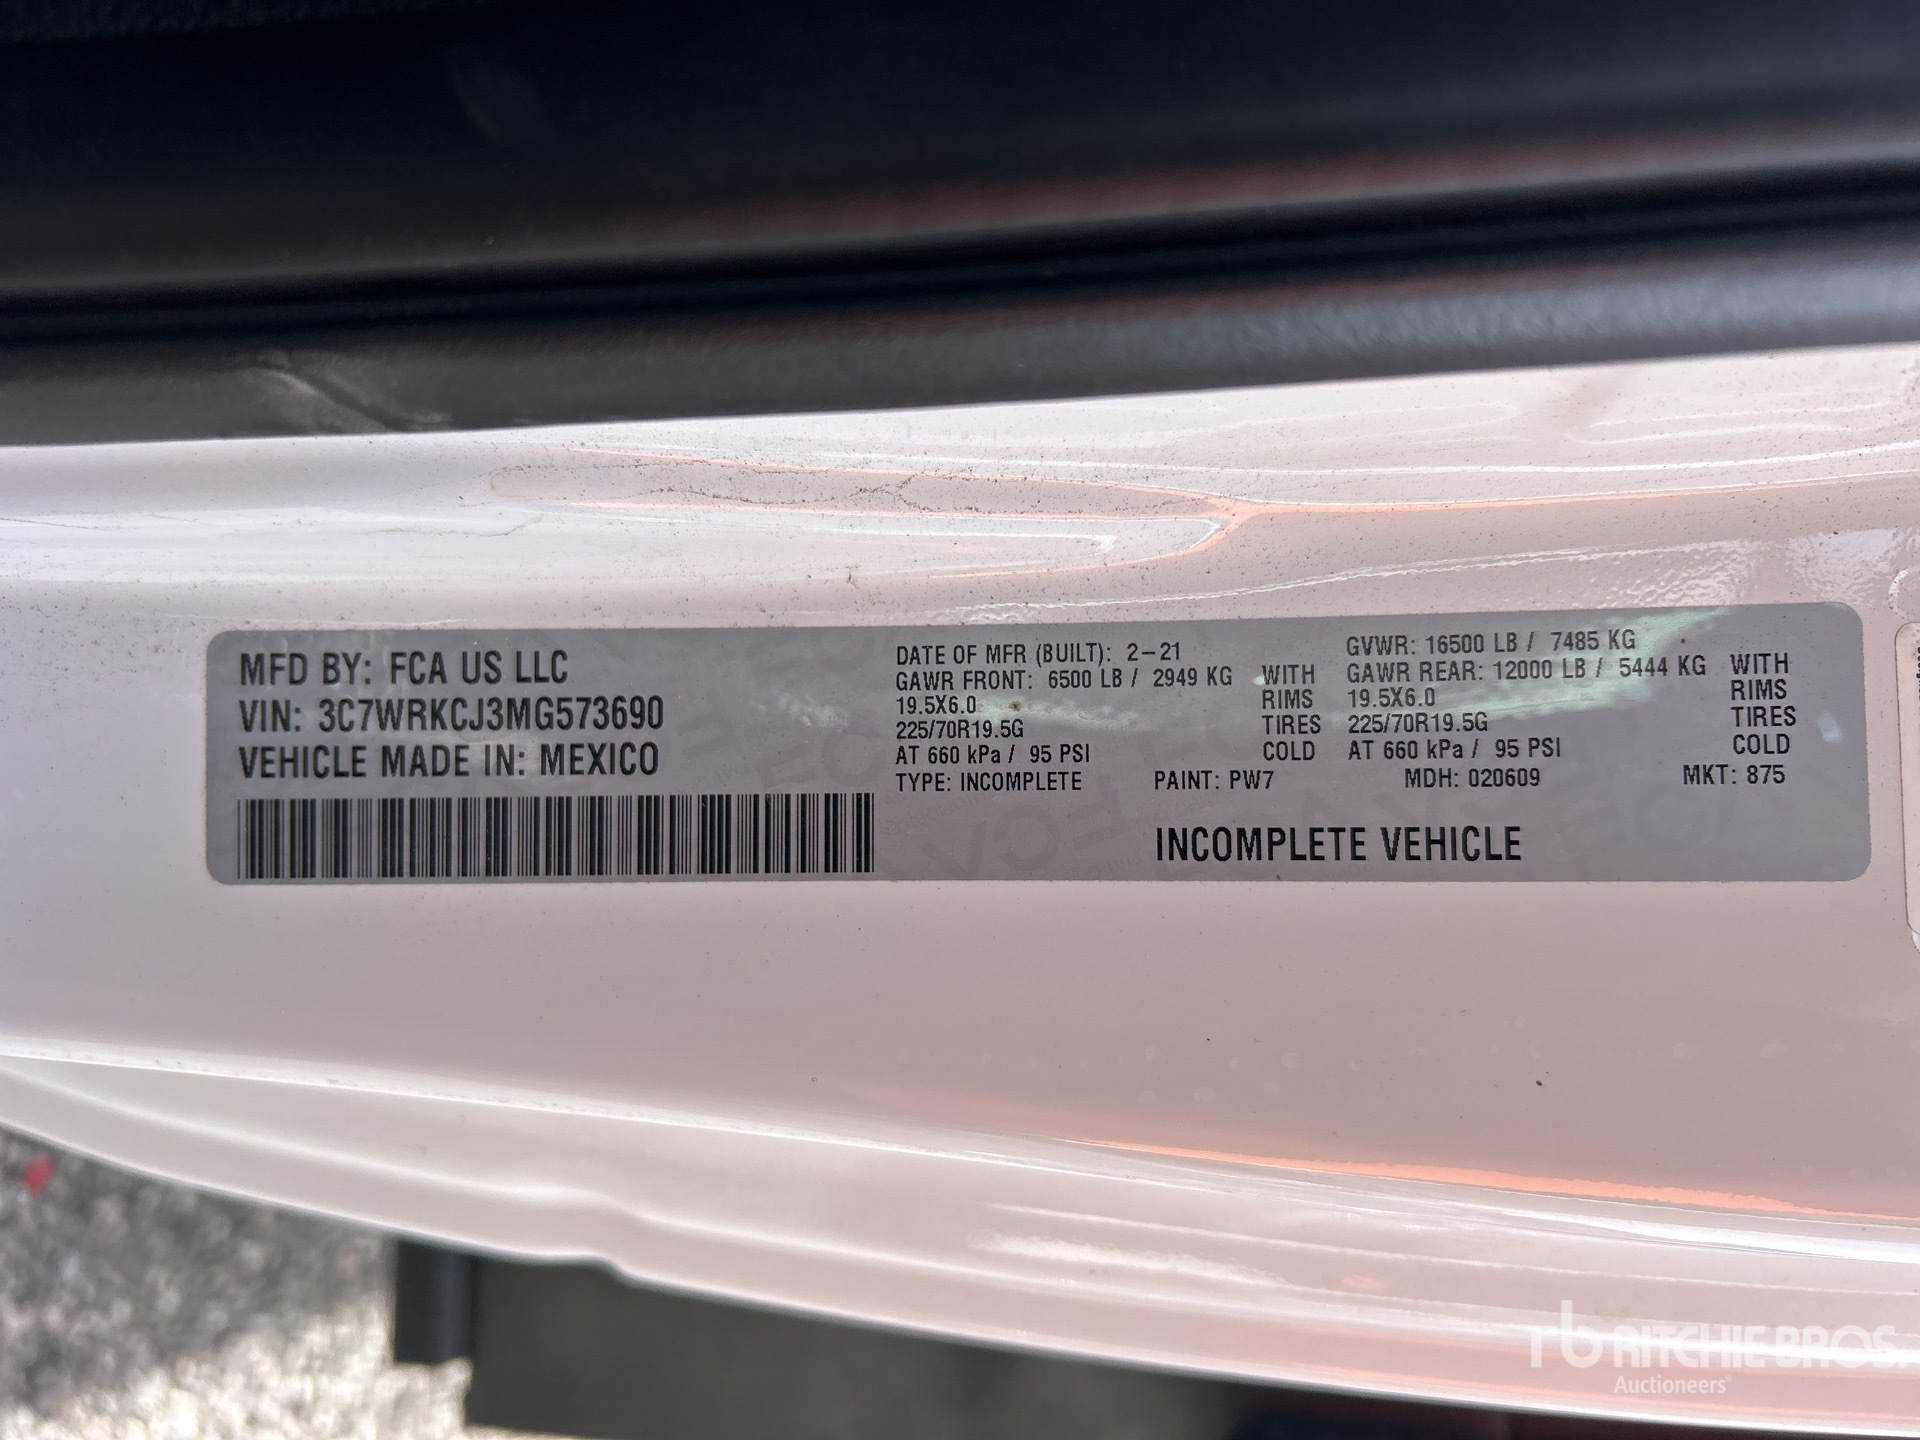 MFD BY: FCA US LLC
VIN: 3C7WRKCJ3MG573690
VEHICLE MADE IN: MEXICO
DATE OF MFR (BUILT): 2-21
GAWR FRONT: 6500 LB / 2949 KG WITH
19.5X6.0 RIMS
225/70R19.5G TIRES
AT 660 kPa / 95 PSI COLD
GVWR: 16500 LB / 7485 KG
GAWR REAR: 12000 LB / 5444 KG WITH
19.5X6.0 RIMS
225/70R19.5G TIRES
AT 660 kPa / 95 PSI COLD
TYPE: INCOMPLETE PAINT: PW7 MDH: 020609 MKT: 875
INCOMPLETE VEHICLE
rb RITCHIE BROS.
Auctioneers